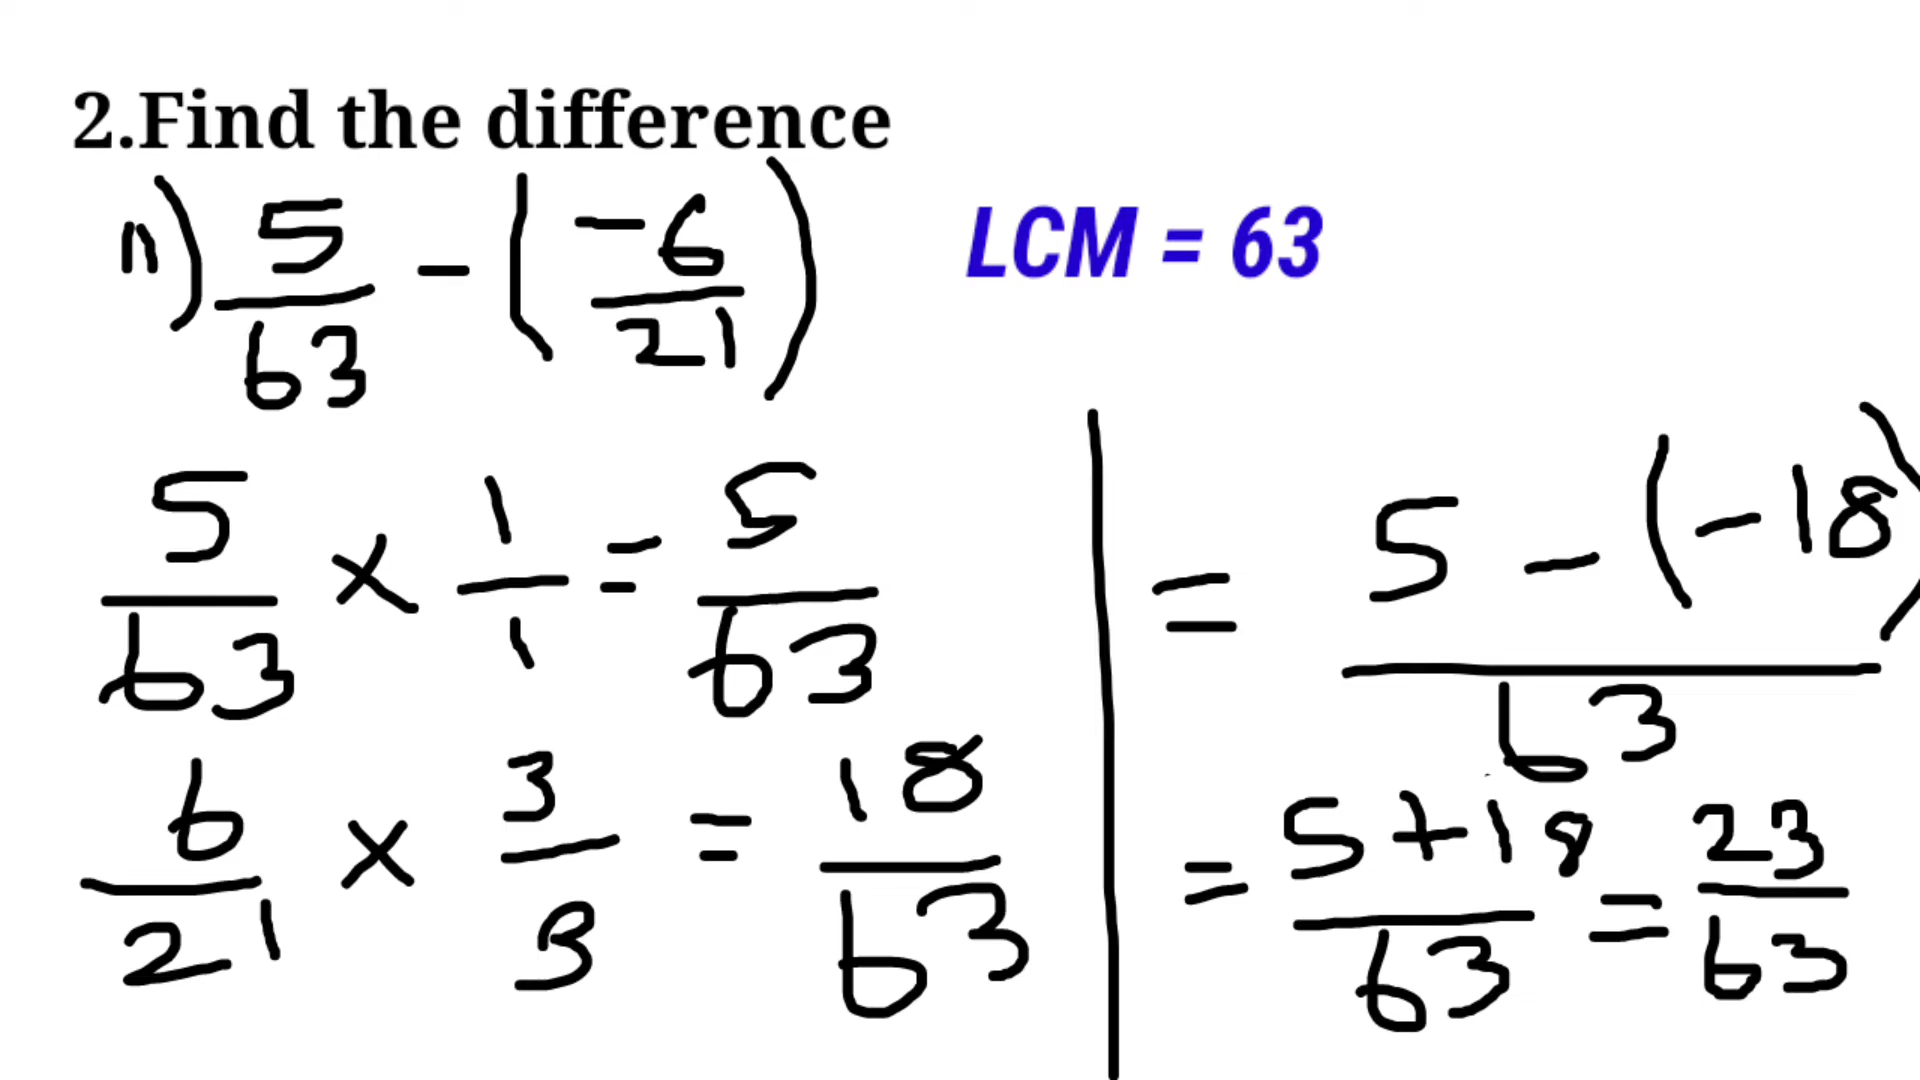 2.Find the difference
11) 5/63 - (-6/21)
LCM = 63
5/63 × 1/1 = 5/63
6/21 × 3/3 = 18/63
= 5 - (-18)/63
= 5+18/63 = 23/63